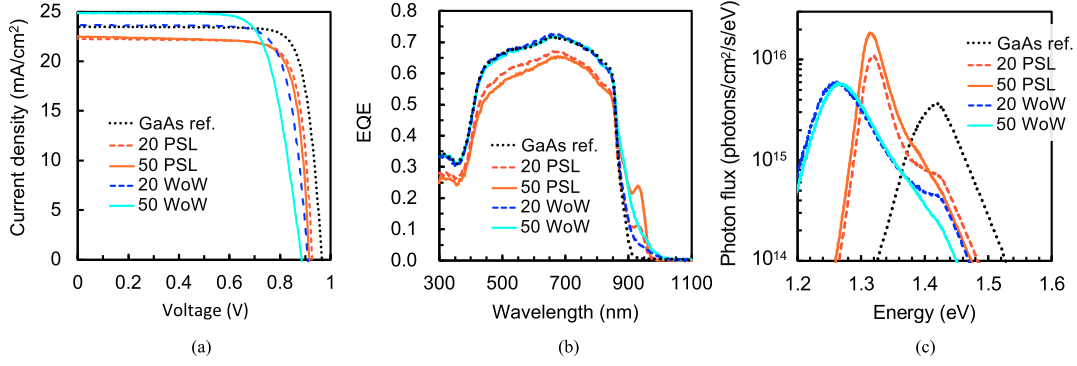 (a)
Current density (mA/cm²)
25
20
15
10
5
0
0
0.2
0.4
0.6
0.8
1
Voltage (V)
GaAs ref.
20 PSL
50 PSL
20 WoW
50 WoW
(a)
(b)
EQE
0.8
0.7
0.6
0.5
0.4
0.3
0.2
0.1
0.0
300
500
700
900
1100
Wavelength (nm)
GaAs ref.
20 PSL
50 PSL
20 WoW
50 WoW
(b)
(c)
Photon flux (photons/cm²/s/eV)
10¹⁶
10¹⁵
10¹⁴
1.2
1.3
1.4
1.5
1.6
Energy (eV)
GaAs ref.
20 PSL
50 PSL
20 WoW
50 WoW
(c)